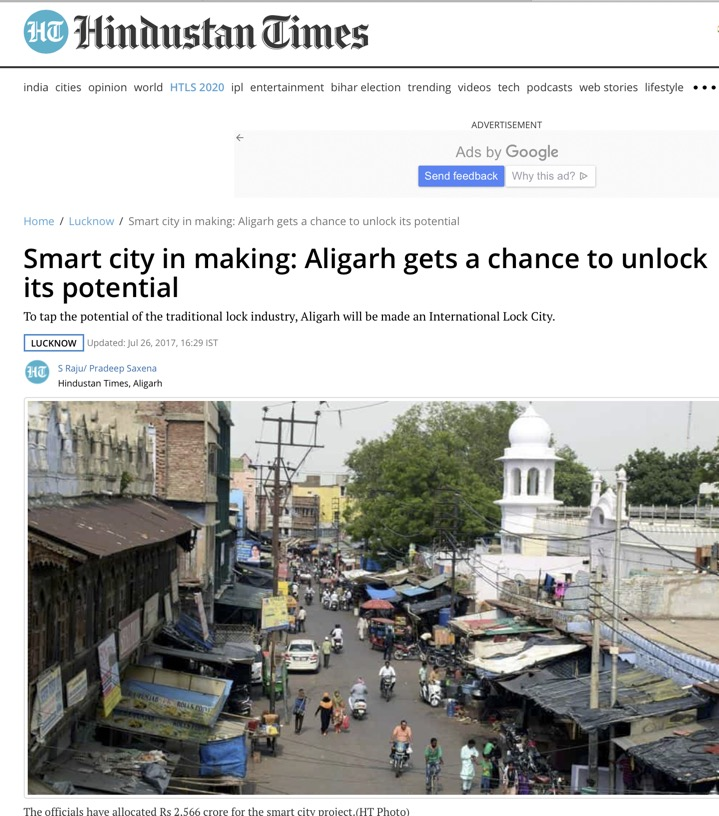 HT Hindustan Times
india cities opinion world HTLS 2020 ipl entertainment bihar election trending videos tech podcasts web stories lifestyle •••
ADVERTISEMENT
Ads by Google
Send feedback Why this ad?
Home / Lucknow / Smart city in making: Aligarh gets a chance to unlock its potential
Smart city in making: Aligarh gets a chance to unlock
its potential
To tap the potential of the traditional lock industry, Aligarh will be made an International Lock City.
LUCKNOW Updated: Jul 26, 2017, 16:29 IST
HT S Raju/ Pradeep Saxena
Hindustan Times, Aligarh
The officials have allocated Rs 2,566 crore for the smart city project.(HT Photo)